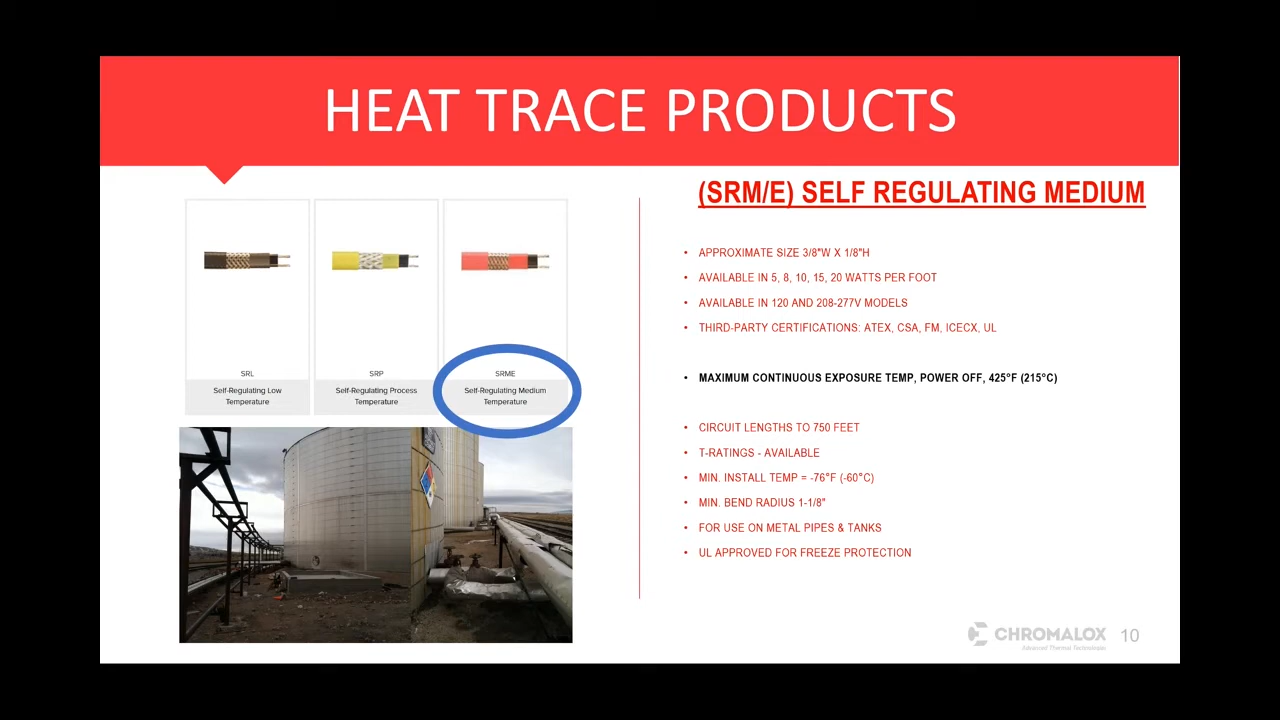 HEAT TRACE PRODUCTS
SRL
Self-Regulating Low
Temperature
SRP
Self-Regulating Process
Temperature
SRME
Self-Regulating Medium
Temperature
(SRM/E) SELF REGULATING MEDIUM
• APPROXIMATE SIZE 3/8"W X 1/8"H
• AVAILABLE IN 5, 8, 10, 15, 20 WATTS PER FOOT
• AVAILABLE IN 120 AND 208-277V MODELS
• THIRD-PARTY CERTIFICATIONS: ATEX, CSA, FM, ICECX, UL
• MAXIMUM CONTINUOUS EXPOSURE TEMP, POWER OFF, 425°F (215°C)
• CIRCUIT LENGTHS TO 750 FEET
• T-RATINGS - AVAILABLE
• MIN. INSTALL TEMP = -76°F (-60°C)
• MIN. BEND RADIUS 1-1/8"
• FOR USE ON METAL PIPES & TANKS
• UL APPROVED FOR FREEZE PROTECTION
CHROMALOX
Advanced Thermal Technologies
10